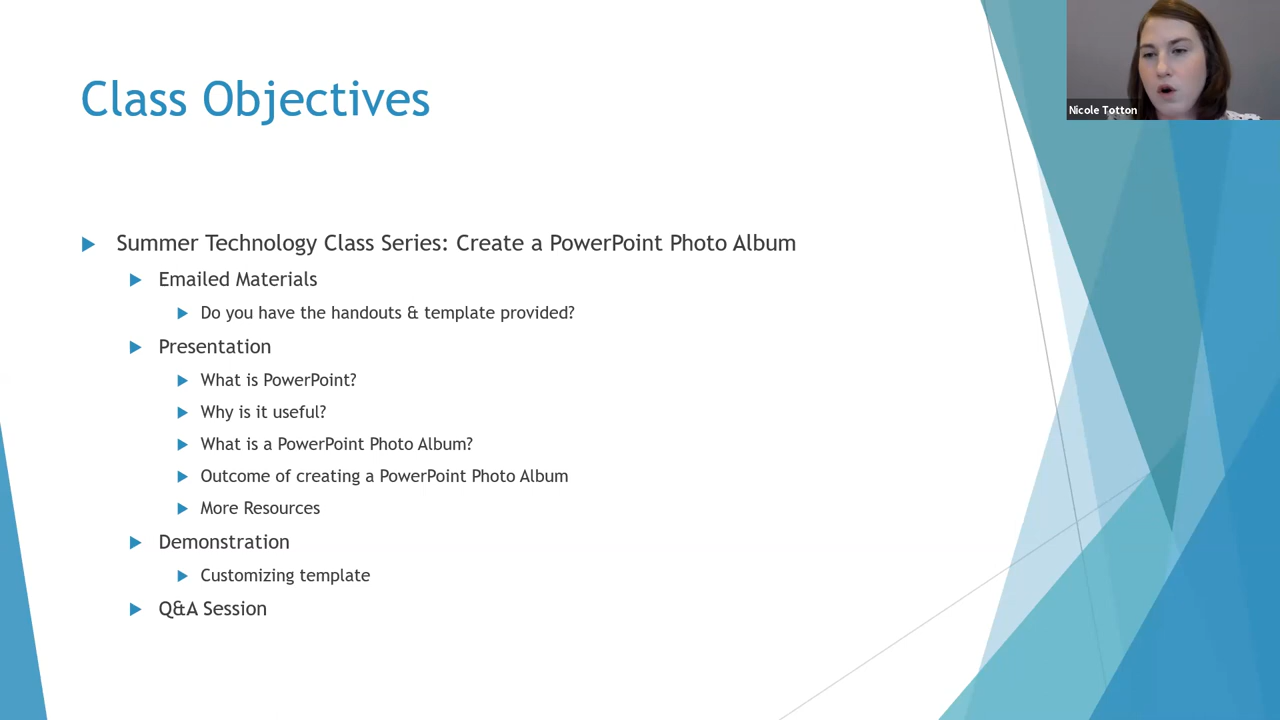 Class Objectives
Nicole Totton
Summer Technology Class Series: Create a PowerPoint Photo Album
Emailed Materials
Do you have the handouts & template provided?
Presentation
What is PowerPoint?
Why is it useful?
What is a PowerPoint Photo Album?
Outcome of creating a PowerPoint Photo Album
More Resources
Demonstration
Customizing template
Q&A Session